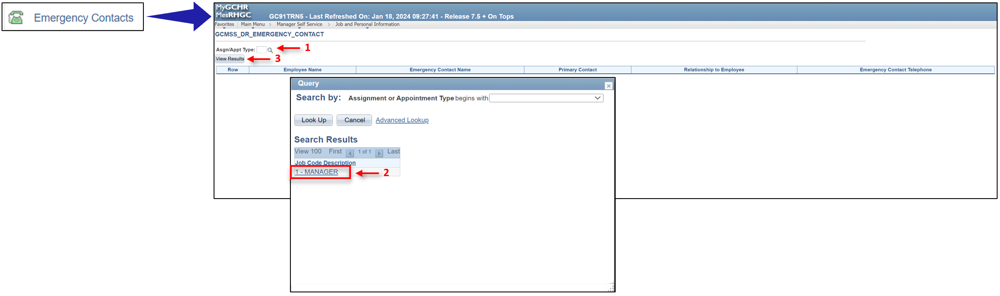 Emergency Contacts
MyGCHR
MesRHGC
GC91TRN5 - Last Refreshed On: Jan 18, 2024 09:27:41 - Release 7.5 + On Tops
Favorites Main Menu > Manager Self Service > Job and Personal Information
GCMSS_DR_EMERGENCY_CONTACT
Asgn/Appt Type: 1
View Results 3
Row Employee Name Emergency Contact Name Primary Contact Relationship to Employee Emergency Contact Telephone
Query
Search by: Assignment or Appointment Type begins with
Look Up Cancel Advanced Lookup
Search Results
View 100 First 1 of 1 Last
Job Code Description
1 - MANAGER 2